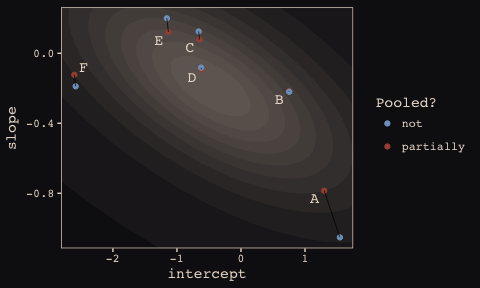 E
C
F
D
B
A
0.0
-0.4
-0.8
-2
-1
0
1
intercept
slope
Pooled?
not
partially